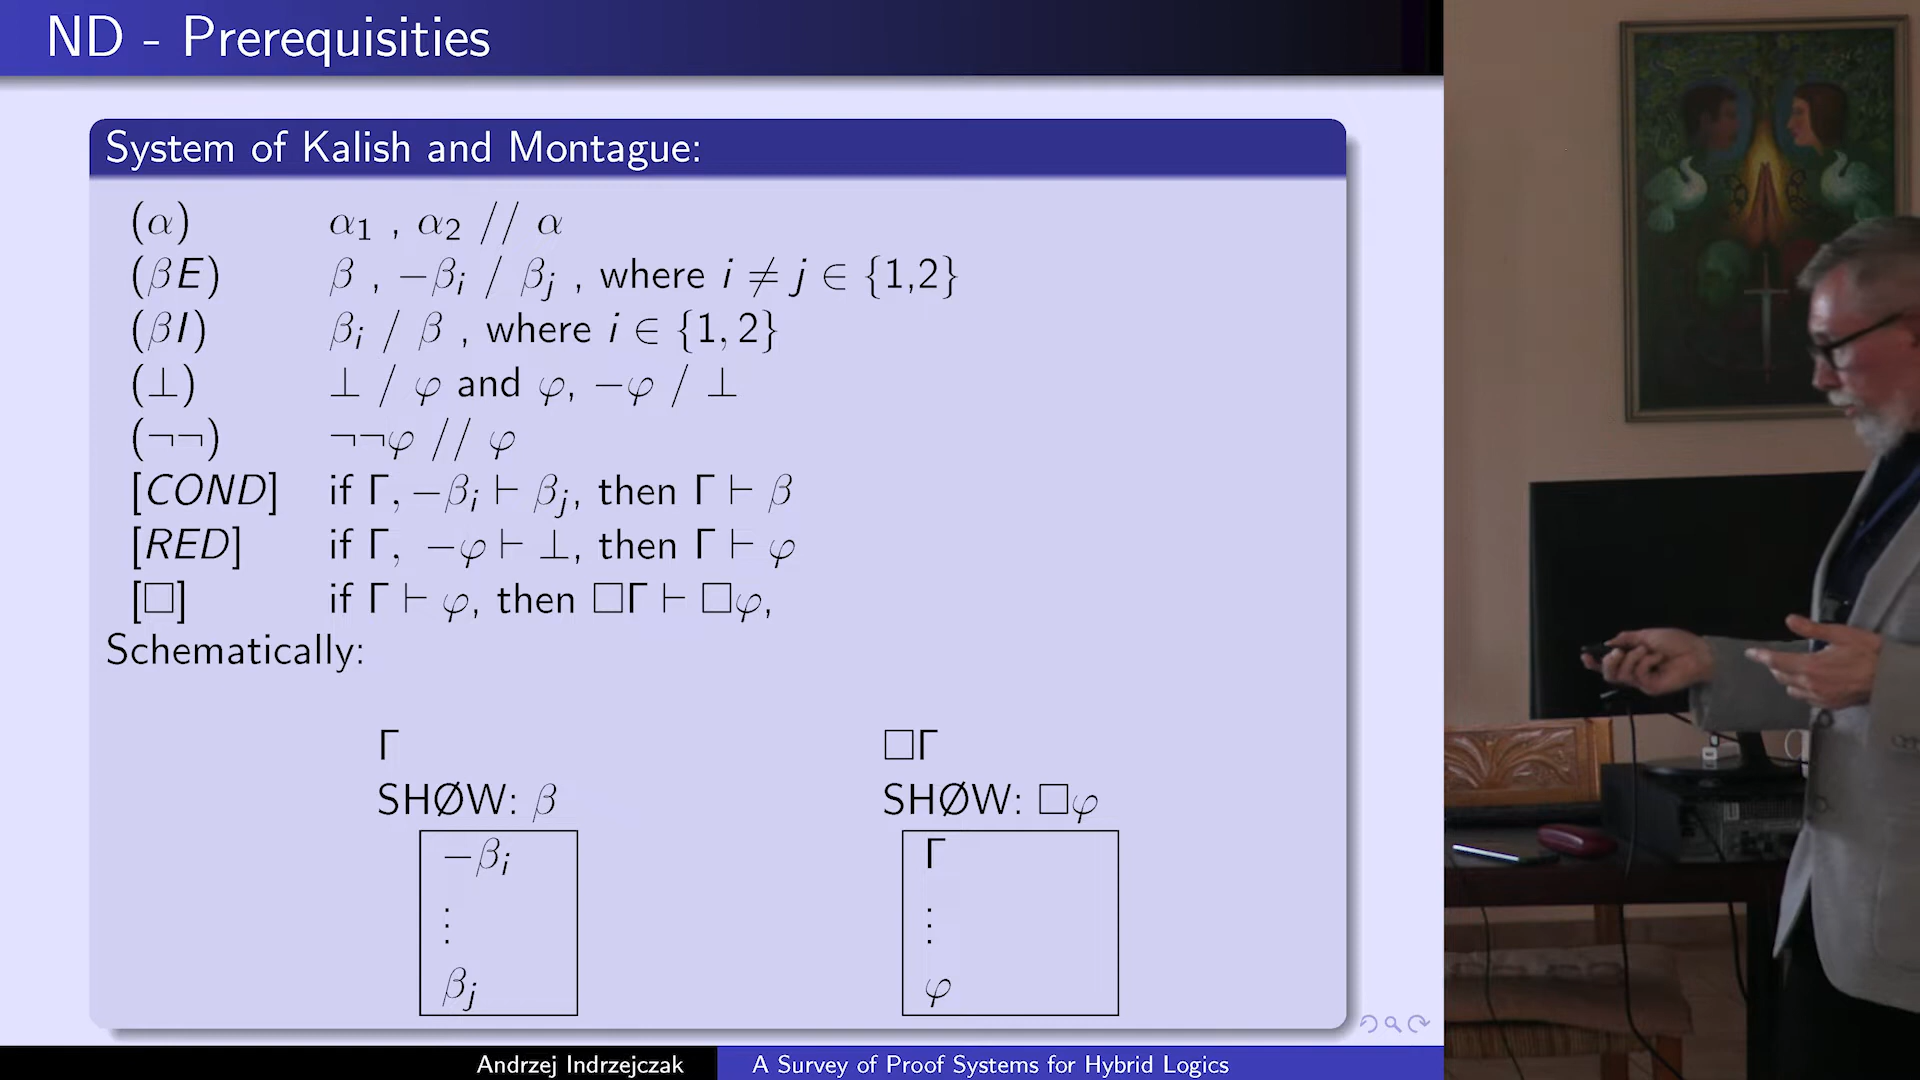 ND - Prerequisities
System of Kalish and Montague:
(α) α₁ , α₂ // α
(βE) β , −βᵢ / βⱼ , where i ≠ j ∈ {1,2}
(βI) βᵢ / β , where i ∈ {1, 2}
(⊥) ⊥ / φ and φ, −φ / ⊥
(¬¬) ¬¬φ // φ
[COND] if Γ, −βᵢ ⊢ βⱼ, then Γ ⊢ β
[RED] if Γ, −φ ⊢ ⊥, then Γ ⊢ φ
[□] if Γ ⊢ φ, then □Γ ⊢ □φ,
Schematically:
Γ
SHØW: β
−βᵢ
⋮
βⱼ
□Γ
SHØW: □φ
Γ
⋮
φ
Andrzej Indrzejczak
A Survey of Proof Systems for Hybrid Logics